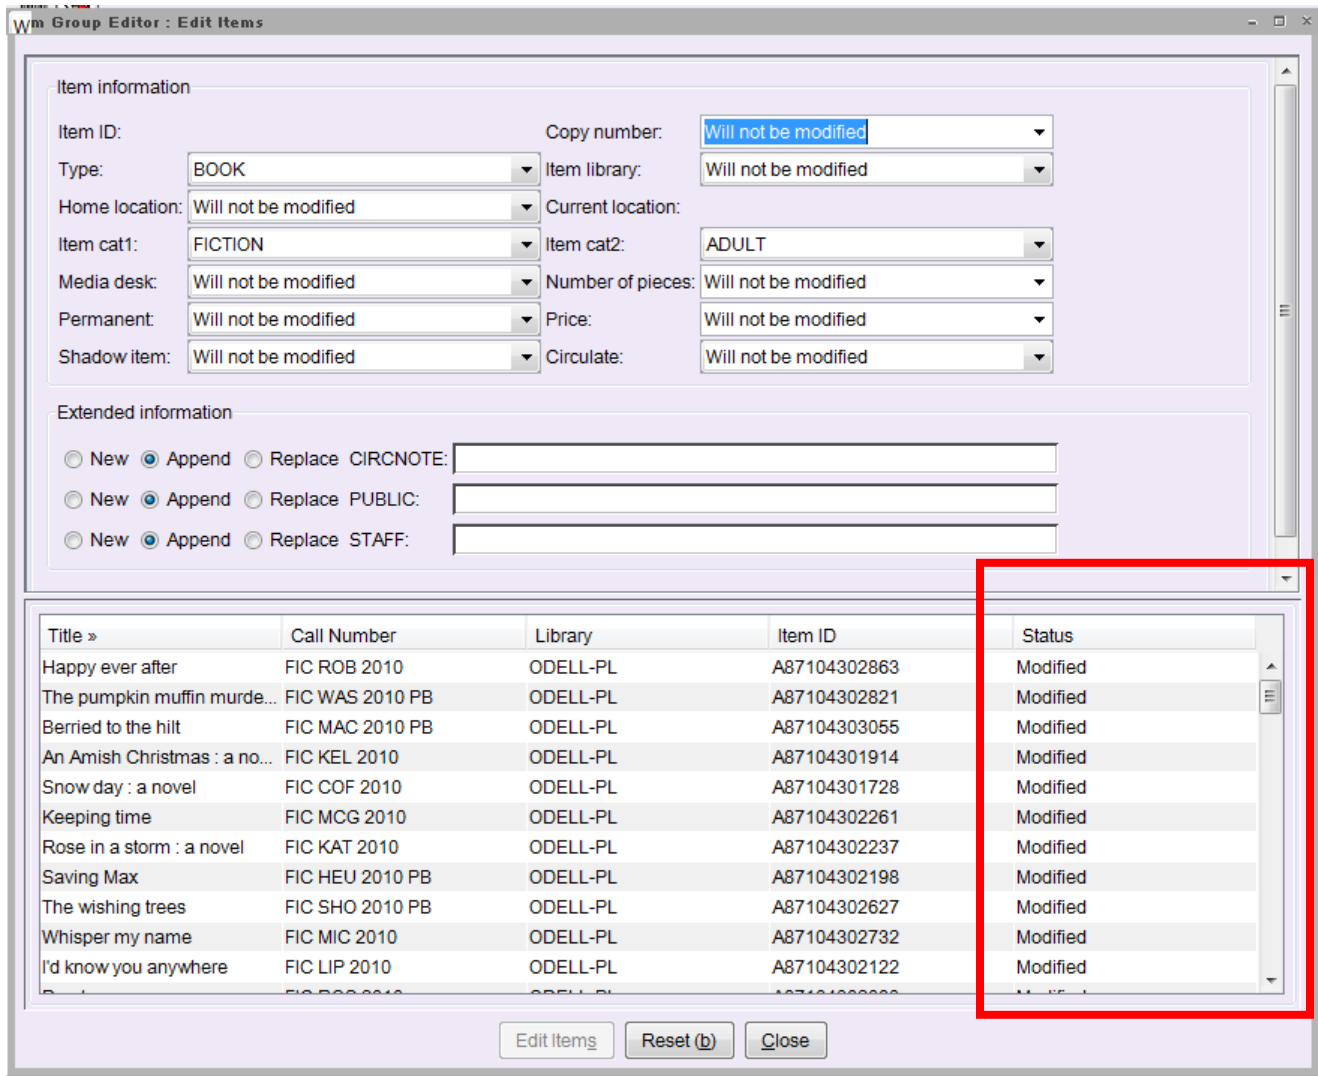 Wm Group Editor : Edit Items
Item information
Item ID: Copy number: Will not be modified
Type: BOOK Item library: Will not be modified
Home location: Will not be modified Current location:
Item cat1: FICTION Item cat2: ADULT
Media desk: Will not be modified Number of pieces: Will not be modified
Permanent: Will not be modified Price: Will not be modified
Shadow item: Will not be modified Circulate: Will not be modified
Extended information
New Append Replace CIRCNOTE:
New Append Replace PUBLIC:
New Append Replace STAFF:
Title » Call Number Library Item ID Status
Happy ever after FIC ROB 2010 ODELL-PL A87104302863 Modified
The pumpkin muffin murde... FIC WAS 2010 PB ODELL-PL A87104302821 Modified
Berried to the hilt FIC MAC 2010 PB ODELL-PL A87104303055 Modified
An Amish Christmas : a no... FIC KEL 2010 ODELL-PL A87104301914 Modified
Snow day : a novel FIC COF 2010 ODELL-PL A87104301728 Modified
Keeping time FIC MCG 2010 ODELL-PL A87104302261 Modified
Rose in a storm : a novel FIC KAT 2010 ODELL-PL A87104302237 Modified
Saving Max FIC HEU 2010 PB ODELL-PL A87104302198 Modified
The wishing trees FIC SHO 2010 PB ODELL-PL A87104302627 Modified
Whisper my name FIC MIC 2010 ODELL-PL A87104302732 Modified
I'd know you anywhere FIC LIP 2010 ODELL-PL A87104302122 Modified
Edit Items Reset (b) Close